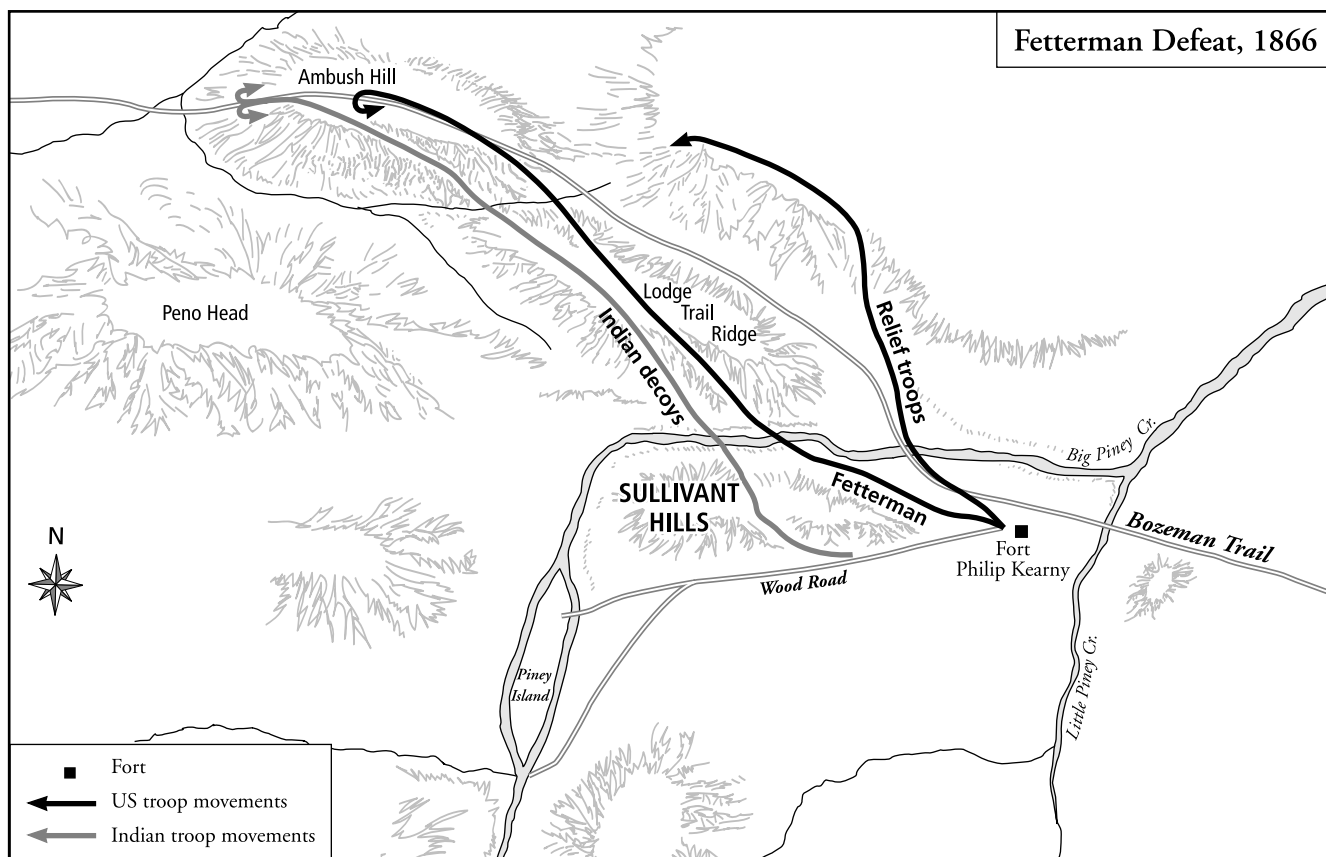 Fetterman Defeat, 1866
Ambush Hill
Peno Head
Lodge
Trail
Ridge
Indian decoys
Relief troops
Big Piney Cr.
SULLIVANT
HILLS
Fetterman
Bozeman Trail
N
Fort
Philip Kearny
Wood Road
Piney
Island
Little Piney Cr.
Fort
US troop movements
Indian troop movements